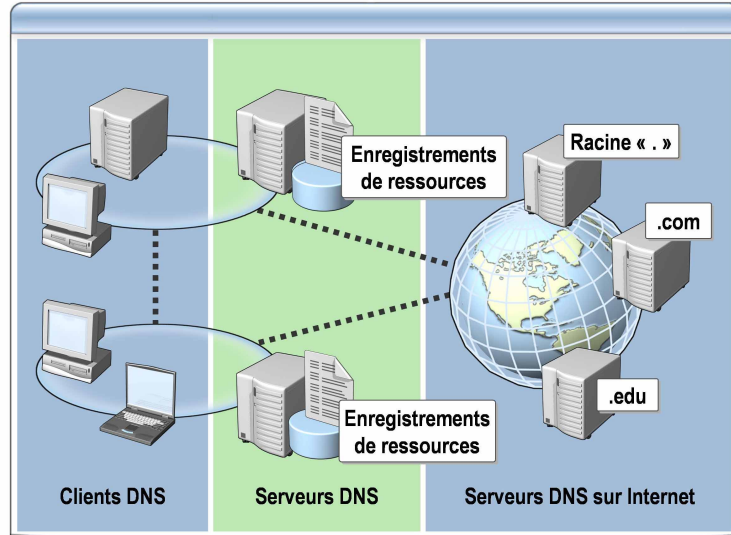 Racine « . »
Enregistrements
de ressources
.com
.edu
Enregistrements
de ressources
Clients DNS
Serveurs DNS
Serveurs DNS sur Internet